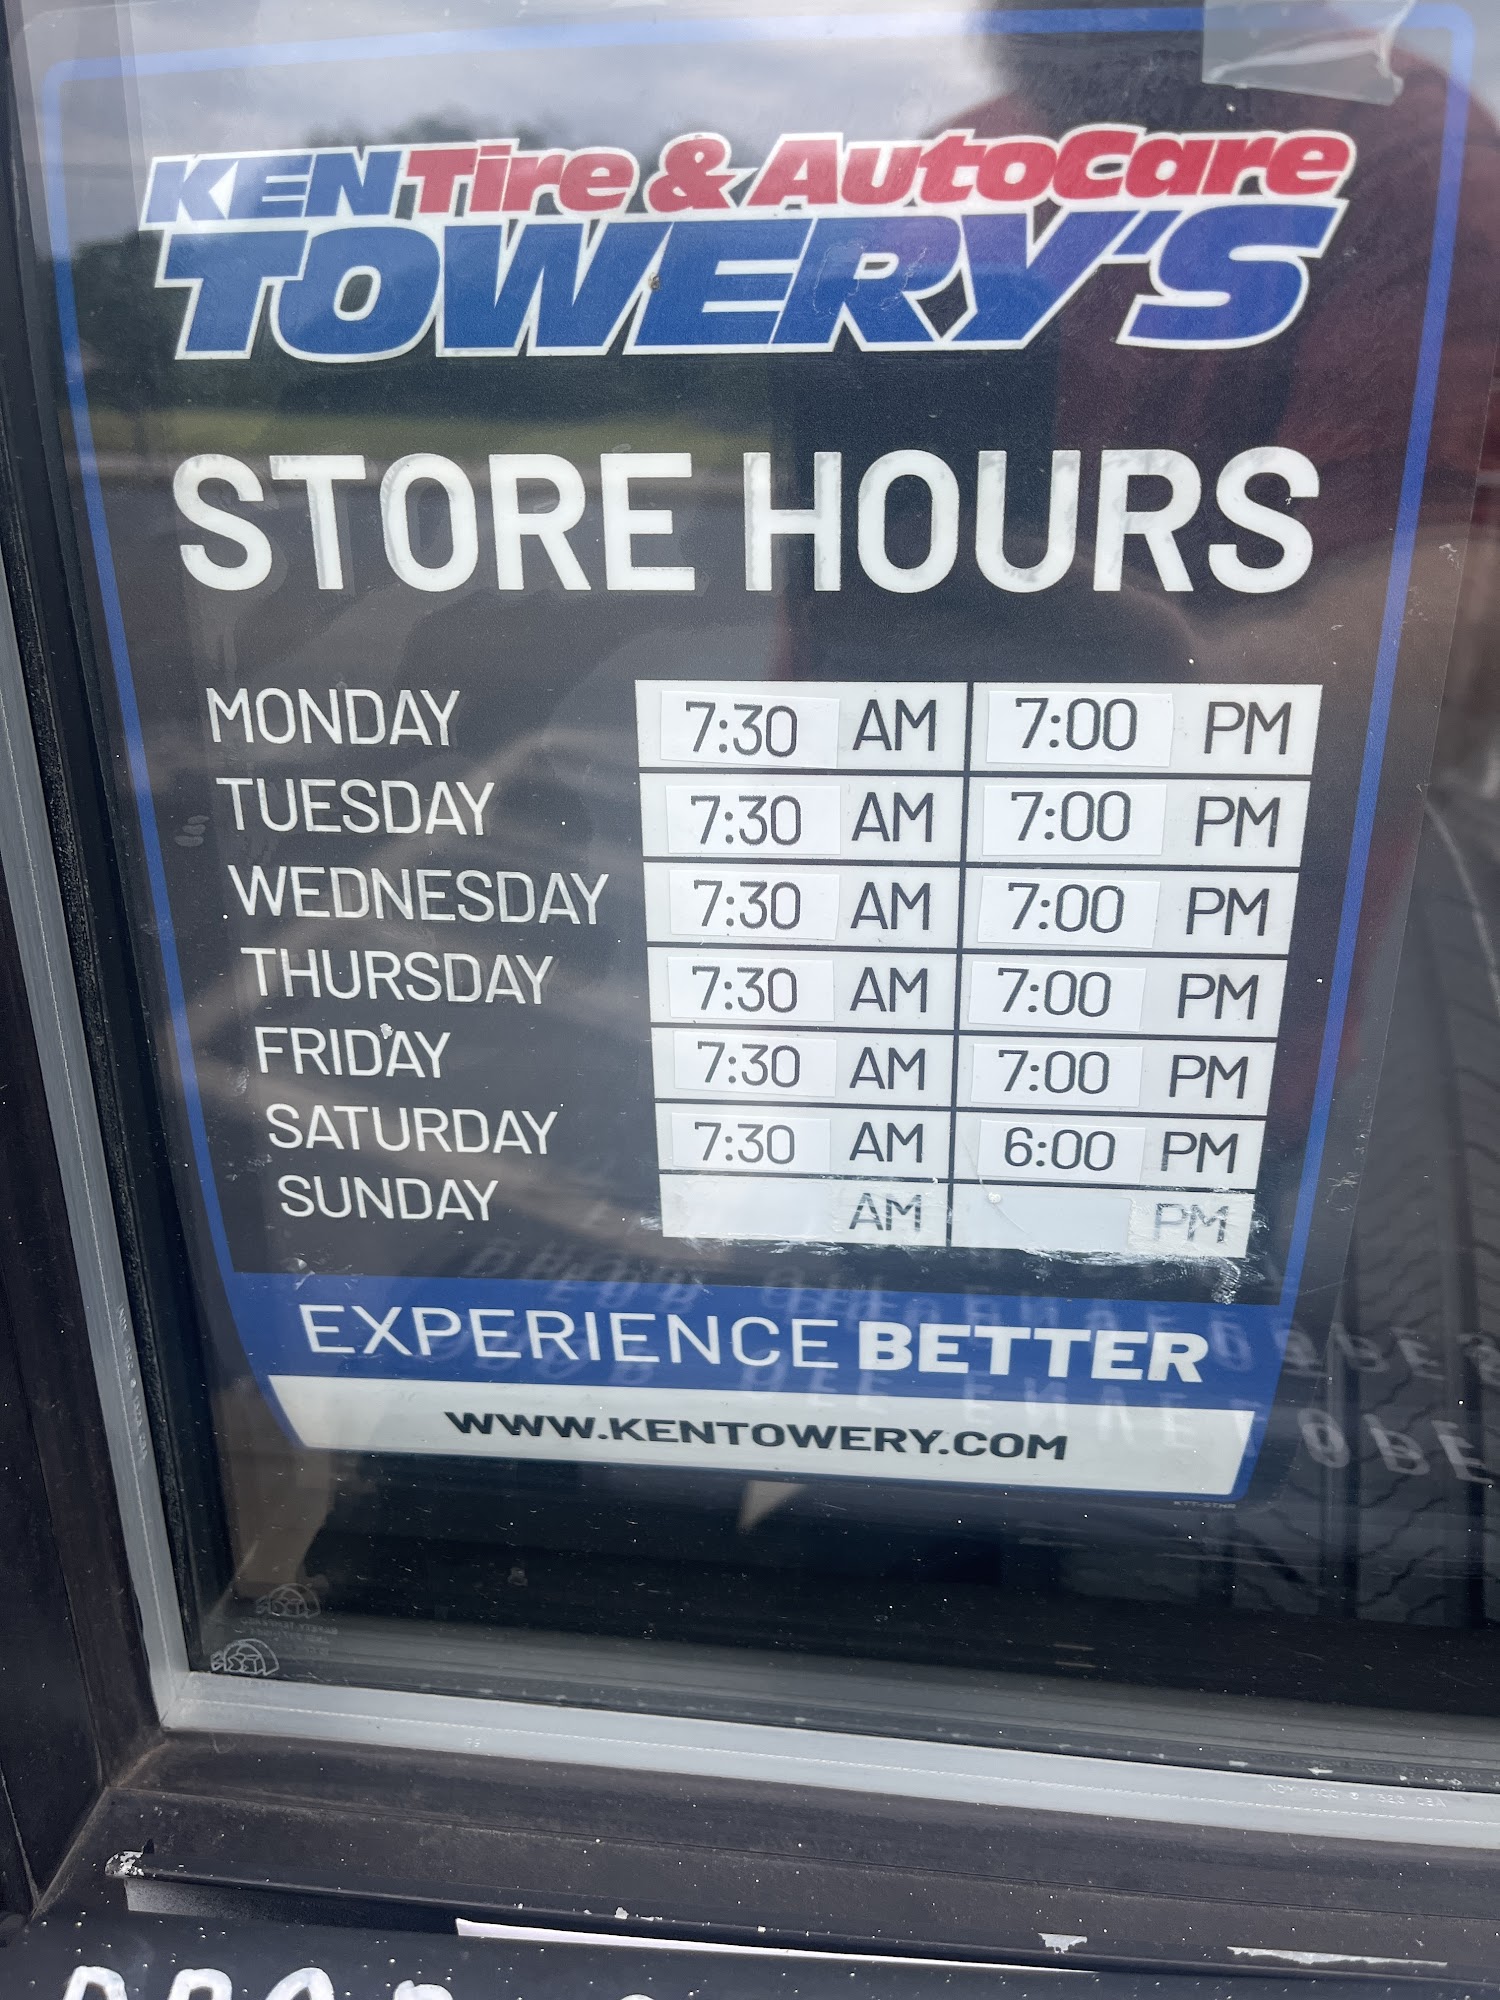 KEN Tire & AutoCare
TOWERY'S
STORE HOURS
MONDAY 7:30 AM 7:00 PM
TUESDAY 7:30 AM 7:00 PM
WEDNESDAY 7:30 AM 7:00 PM
THURSDAY 7:30 AM 7:00 PM
FRIDAY 7:30 AM 7:00 PM
SATURDAY 7:30 AM 6:00 PM
SUNDAY AM PM
EXPERIENCE BETTER
WWW.KENTOWERY.COM